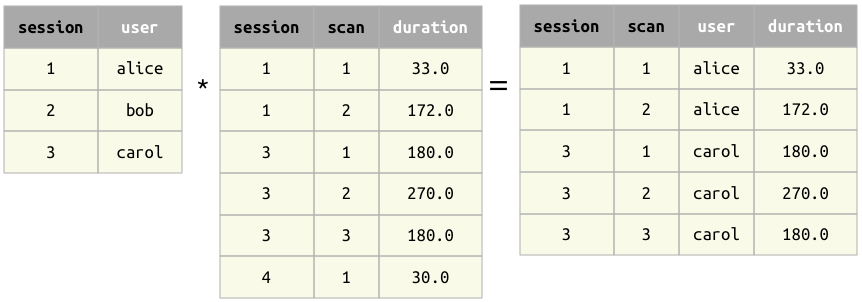 session user
1 alice
2 bob
3 carol
*
session scan duration
1 1 33.0
1 2 172.0
3 1 180.0
3 2 270.0
3 3 180.0
4 1 30.0
=
session scan user duration
1 1 alice 33.0
1 2 alice 172.0
3 1 carol 180.0
3 2 carol 270.0
3 3 carol 180.0